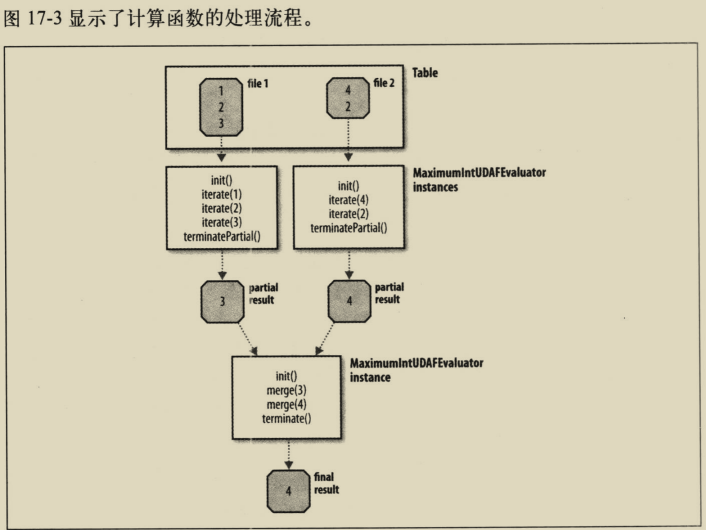 图 17-3 显示了计算函数的处理流程。
Table
file 1
file 2
1
2
3
4
2
MaximumIntUDAFEvaluator
instances
init()
iterate(1)
iterate(2)
iterate(3)
terminatePartial()
init()
iterate(4)
iterate(2)
terminatePartial()
3
partial
result
4
partial
result
MaximumIntUDAFEvaluator
instance
init()
merge(3)
merge(4)
terminate()
4
final
result